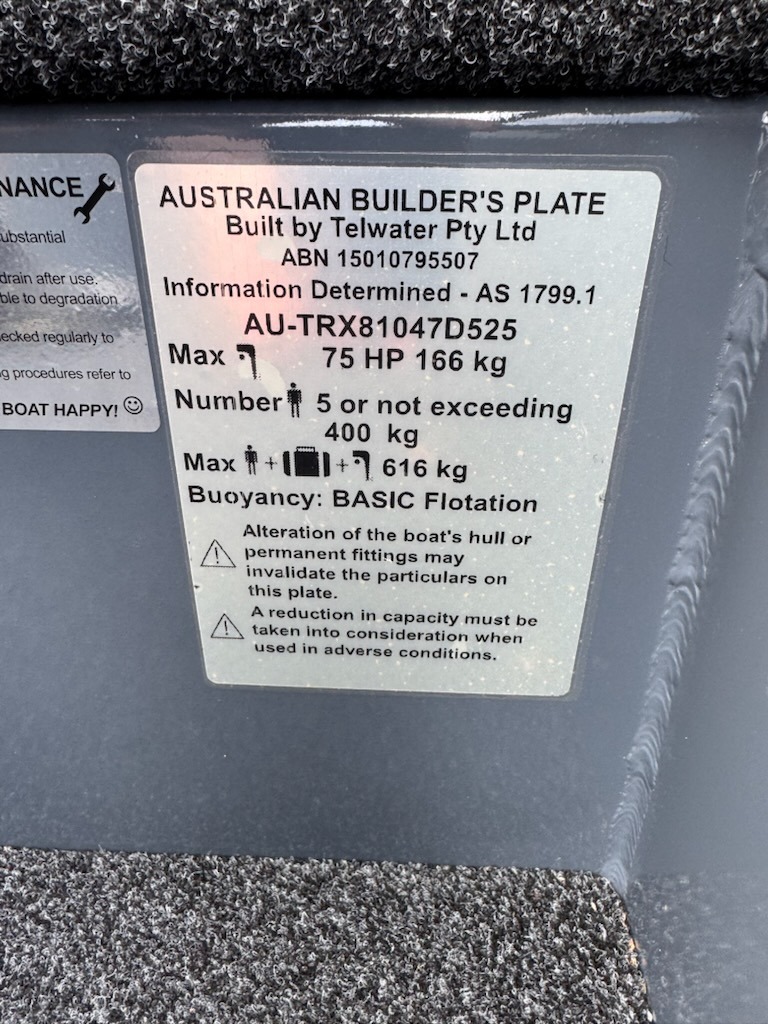 NANCE
ubstantial
drain after use.
ble to degradation
ecked regularly to
g procedures refer to
BOAT HAPPY!
AUSTRALIAN BUILDER'S PLATE
Built by Telwater Pty Ltd
ABN 15010795507
Information Determined - AS 1799.1
AU-TRX81047D525
Max 75 HP 166 kg
Number 5 or not exceeding
400 kg
Max + + 616 kg
Buoyancy: BASIC Flotation
Alteration of the boat's hull or
permanent fittings may
invalidate the particulars on
this plate.
A reduction in capacity must be
taken into consideration when
used in adverse conditions.